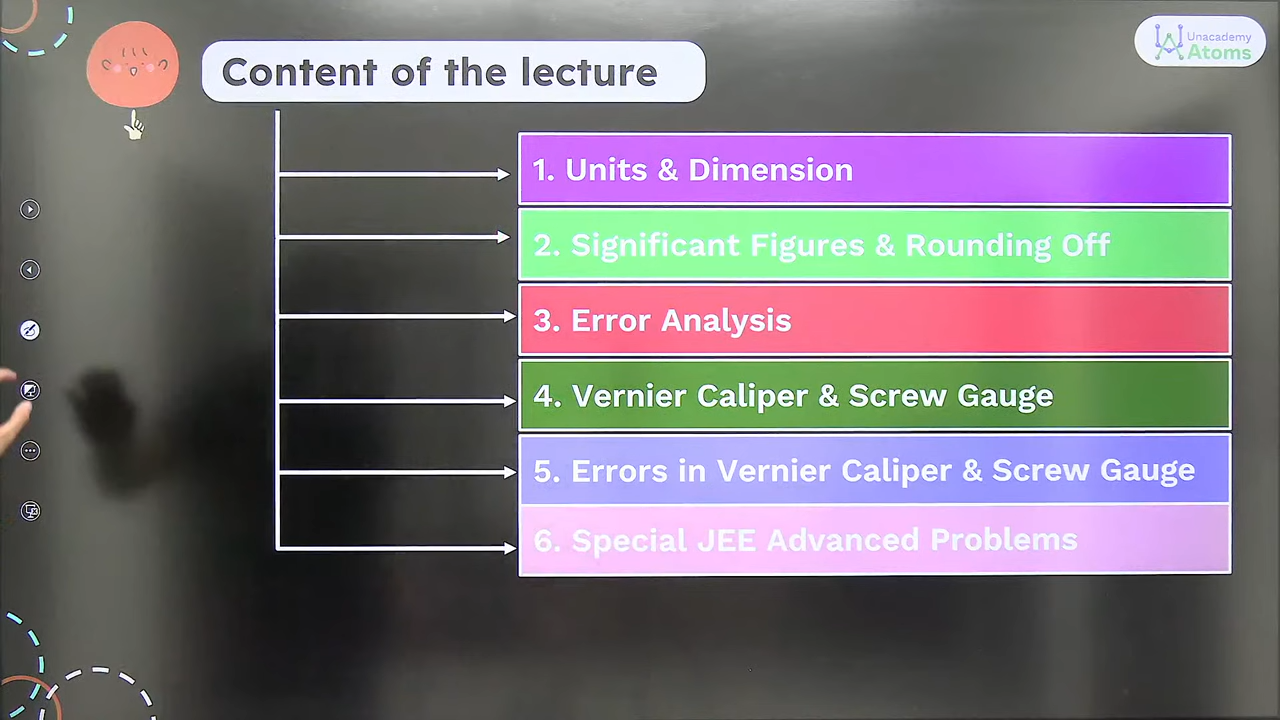 Unacademy
Atoms
Content of the lecture
1. Units & Dimension
2. Significant Figures & Rounding Off
3. Error Analysis
4. Vernier Caliper & Screw Gauge
5. Errors in Vernier Caliper & Screw Gauge
6. Special JEE Advanced Problems